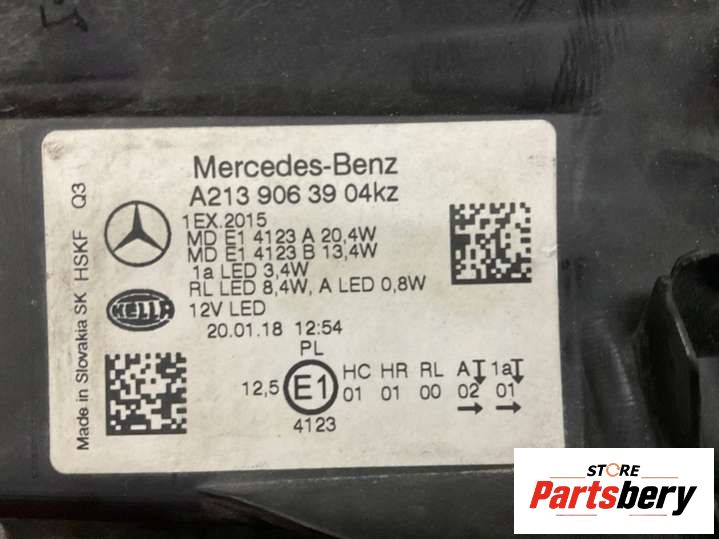 Mercedes-Benz
A213 906 39 04kz
1EX.2015
MD E1 4123 A 20,4W
MD E1 4123 B 13,4W
1a LED 3,4W
RL LED 8,4W, A LED 0,8W
12V LED
20.01.18 12:54
PL
HELLA
Made in Slovakia SK HSKF Q3
12,5 E1 HC HR RL A 1a
01 01 00 02 01
4123
STORE
Partsbery